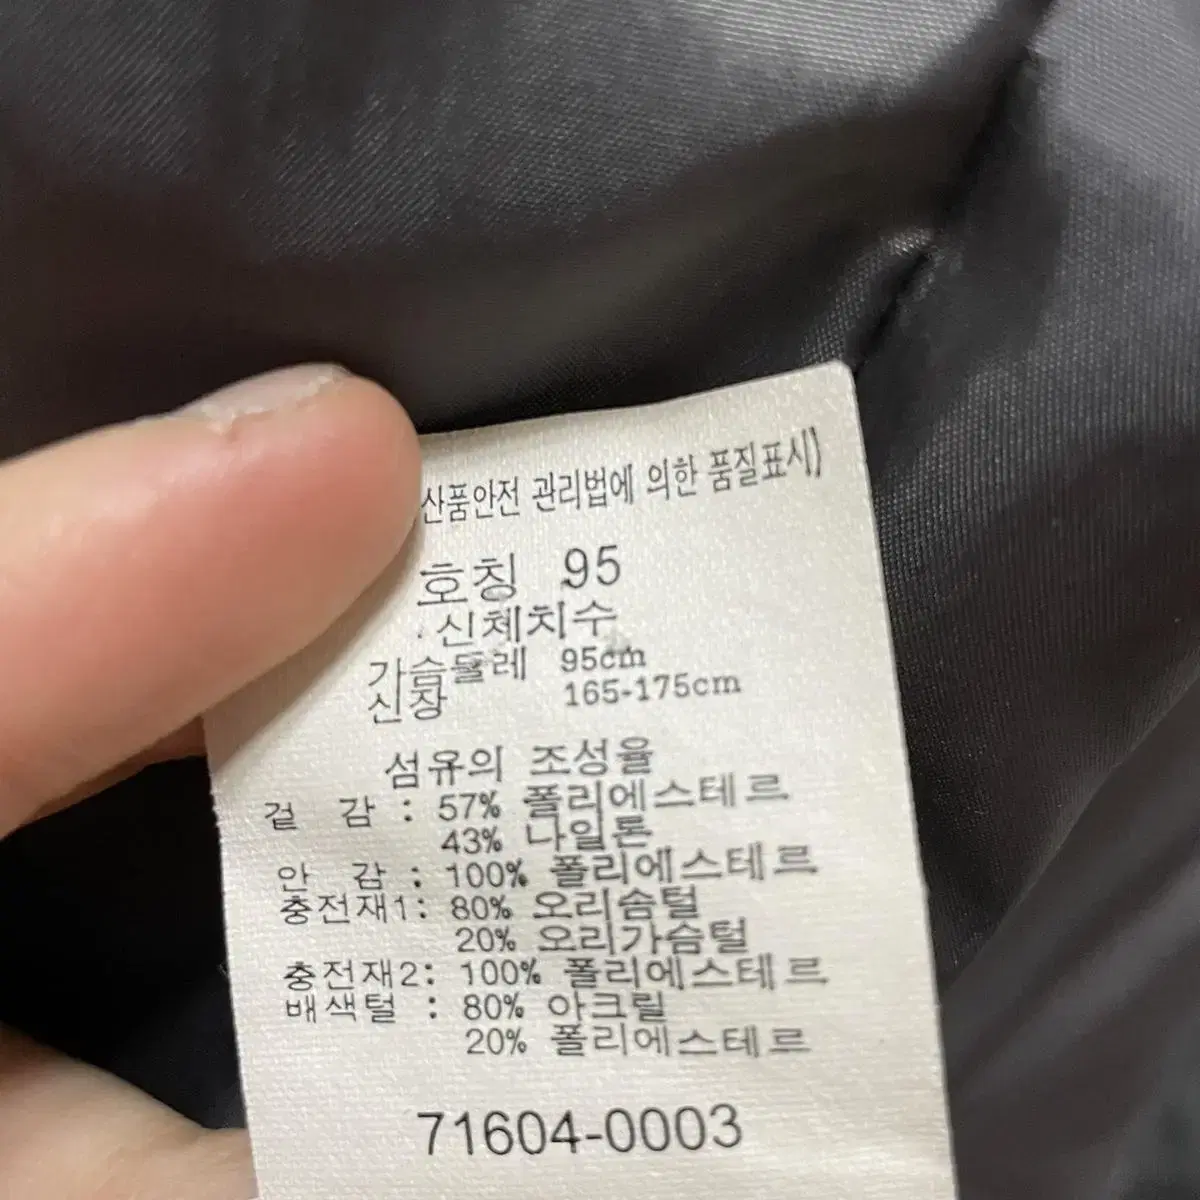 산품안전 관리법에 의한 품질표시)
호칭 95
신체치수
가슴둘레 95cm
신장 165-175cm
섬유의 조성율
겉 감 : 57% 폴리에스테르
43% 나일론
안 감 : 100% 폴리에스테르
충전재1: 80% 오리솜털
20% 오리가슴털
충전재2: 100% 폴리에스테르
배색털 : 80% 아크릴
20% 폴리에스테르
71604-0003